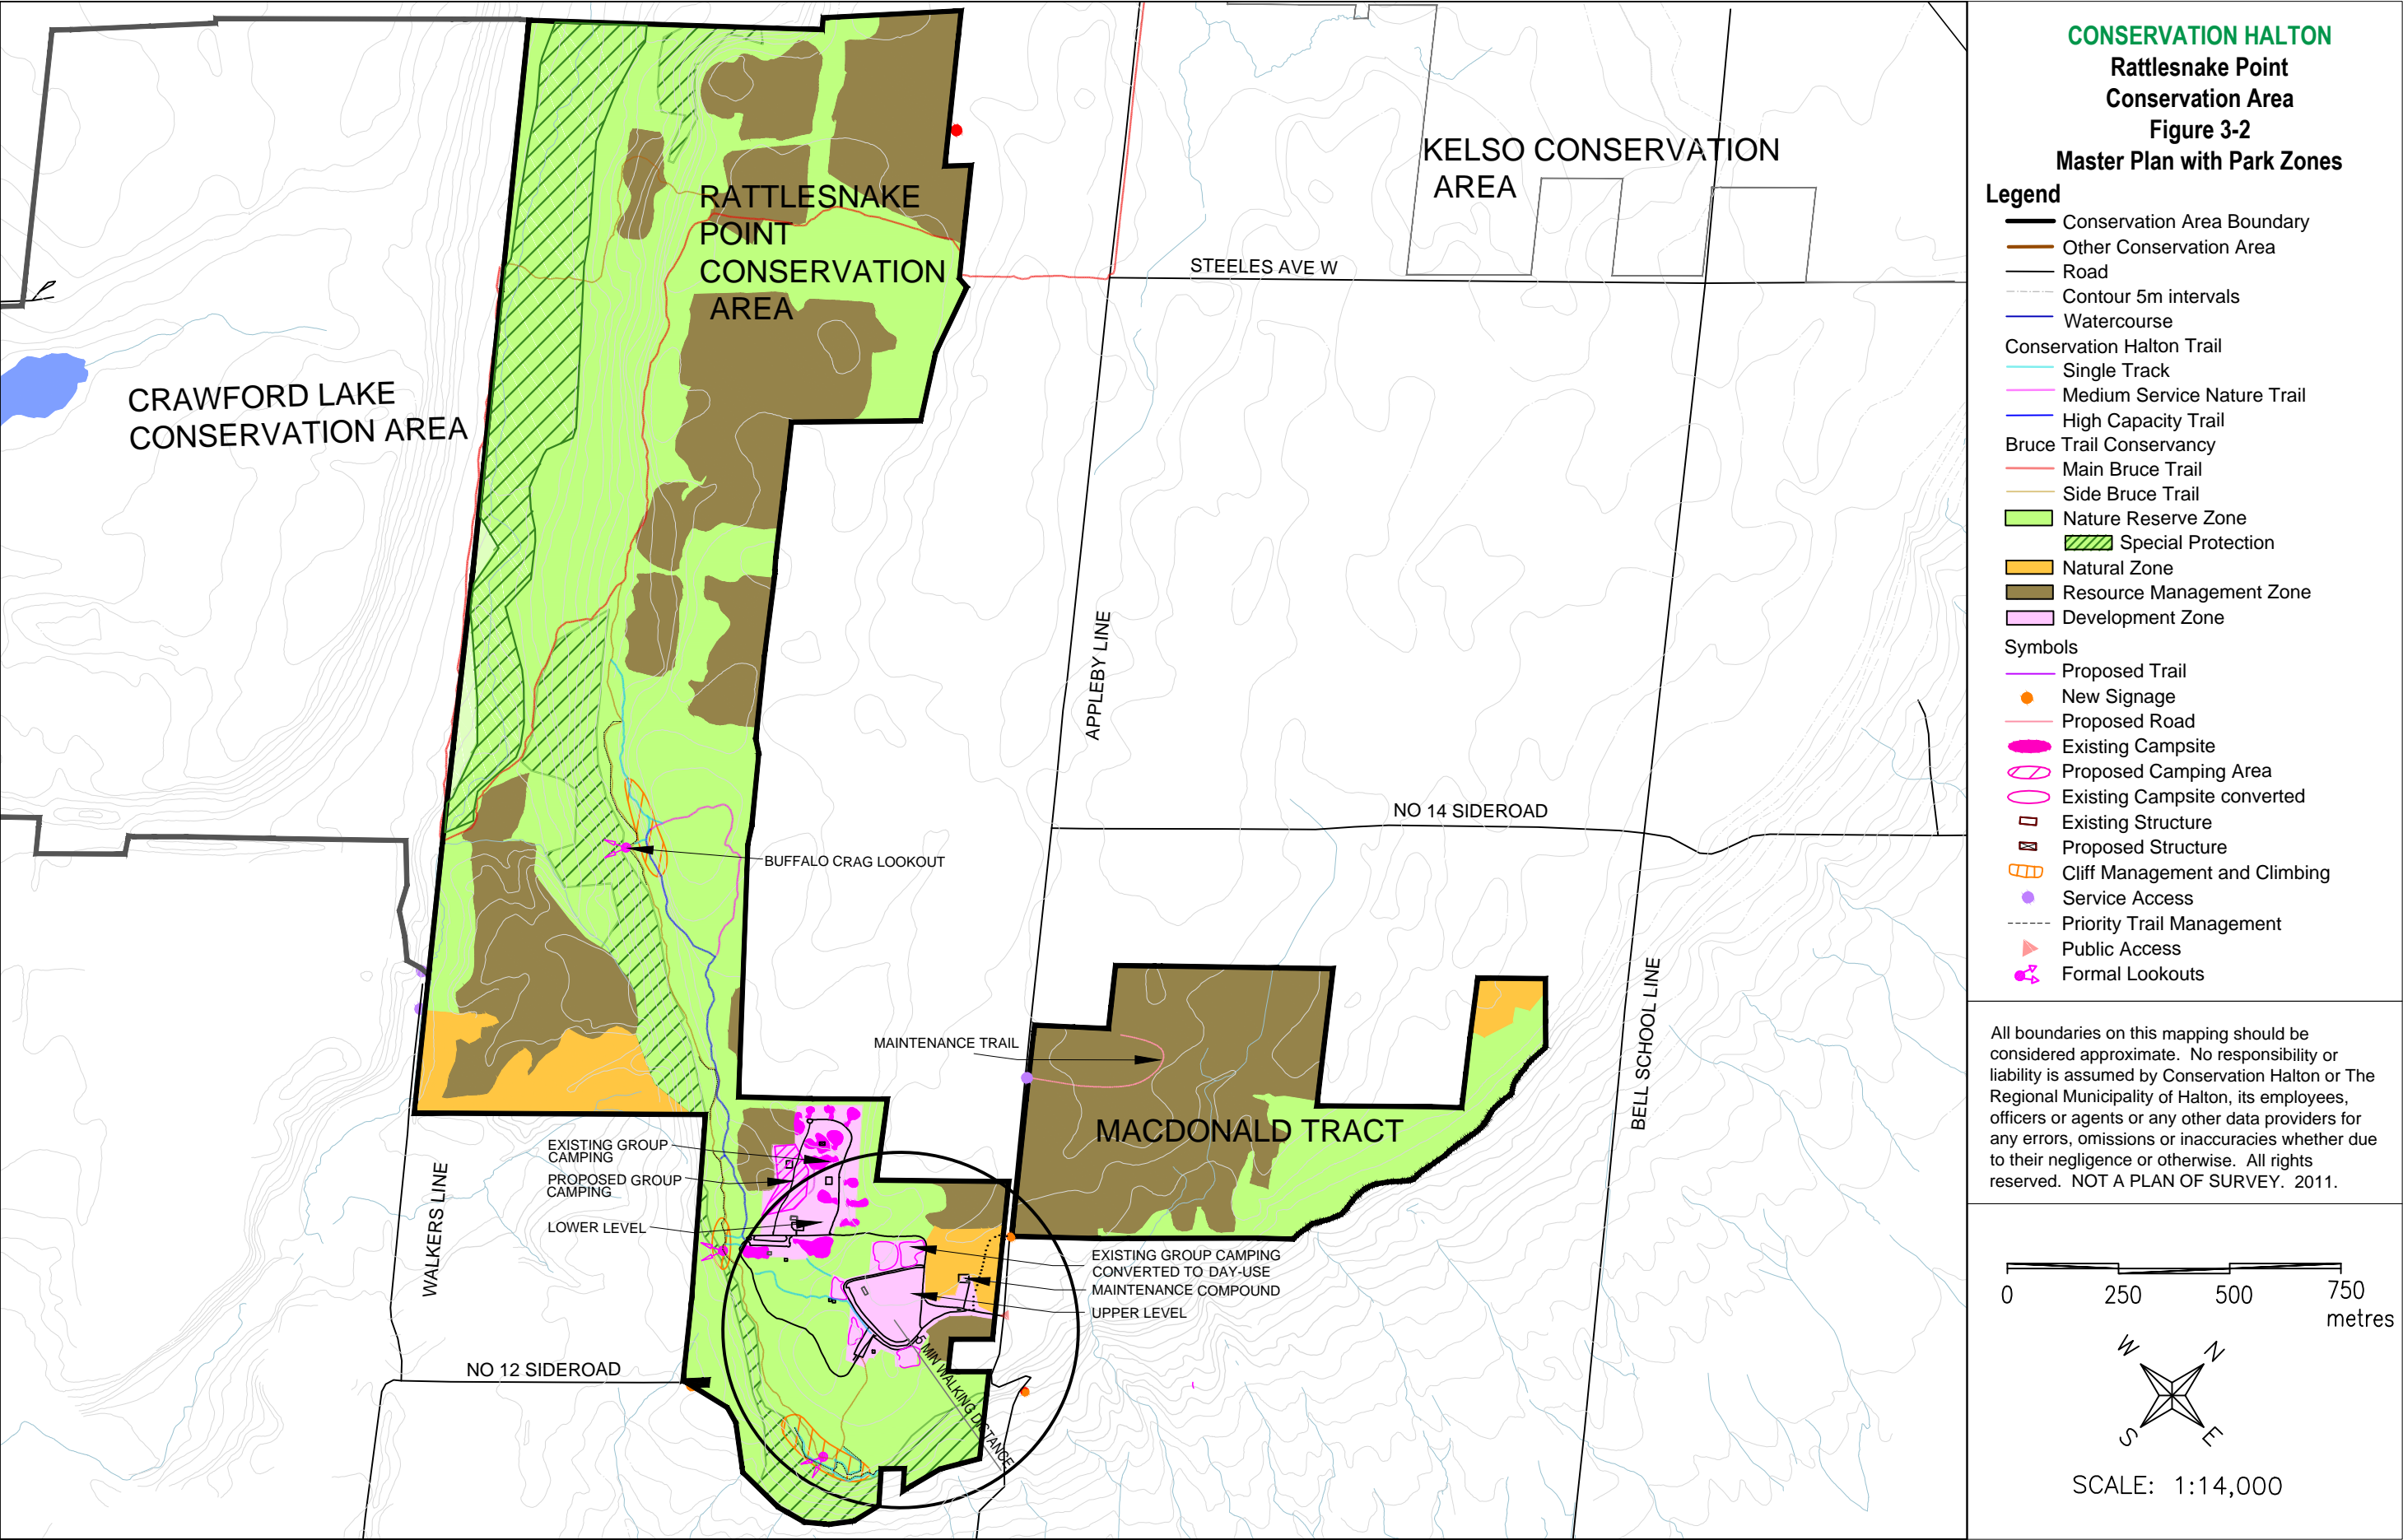 RATTLESNAKE
POINT
CONSERVATION
AREA
KELSO CONSERVATION
AREA
STEELES AVE W
CRAWFORD LAKE
CONSERVATION AREA
APPLEBY LINE
NO 14 SIDEROAD
BUFFALO CRAG LOOKOUT
BELL SCHOOL LINE
MAINTENANCE TRAIL
MACDONALD TRACT
EXISTING GROUP
CAMPING
PROPOSED GROUP
CAMPING
LOWER LEVEL
WALKERS LINE
EXISTING GROUP CAMPING
CONVERTED TO DAY-USE
MAINTENANCE COMPOUND
UPPER LEVEL
5 MIN WALKING DISTANCE
NO 12 SIDEROAD
CONSERVATION HALTON
Rattlesnake Point
Conservation Area
Figure 3-2
Master Plan with Park Zones
Legend
Conservation Area Boundary
Other Conservation Area
Road
Contour 5m intervals
Watercourse
Conservation Halton Trail
Single Track
Medium Service Nature Trail
High Capacity Trail
Bruce Trail Conservancy
Main Bruce Trail
Side Bruce Trail
Nature Reserve Zone
Special Protection
Natural Zone
Resource Management Zone
Development Zone
Symbols
Proposed Trail
New Signage
Proposed Road
Existing Campsite
Proposed Camping Area
Existing Campsite converted
Existing Structure
Proposed Structure
Cliff Management and Climbing
Service Access
Priority Trail Management
Public Access
Formal Lookouts
All boundaries on this mapping should be
considered approximate. No responsibility or
liability is assumed by Conservation Halton or The
Regional Municipality of Halton, its employees,
officers or agents or any other data providers for
any errors, omissions or inaccuracies whether due
to their negligence or otherwise. All rights
reserved. NOT A PLAN OF SURVEY. 2011.
0 250 500 750
metres
W N
S E
SCALE: 1:14,000